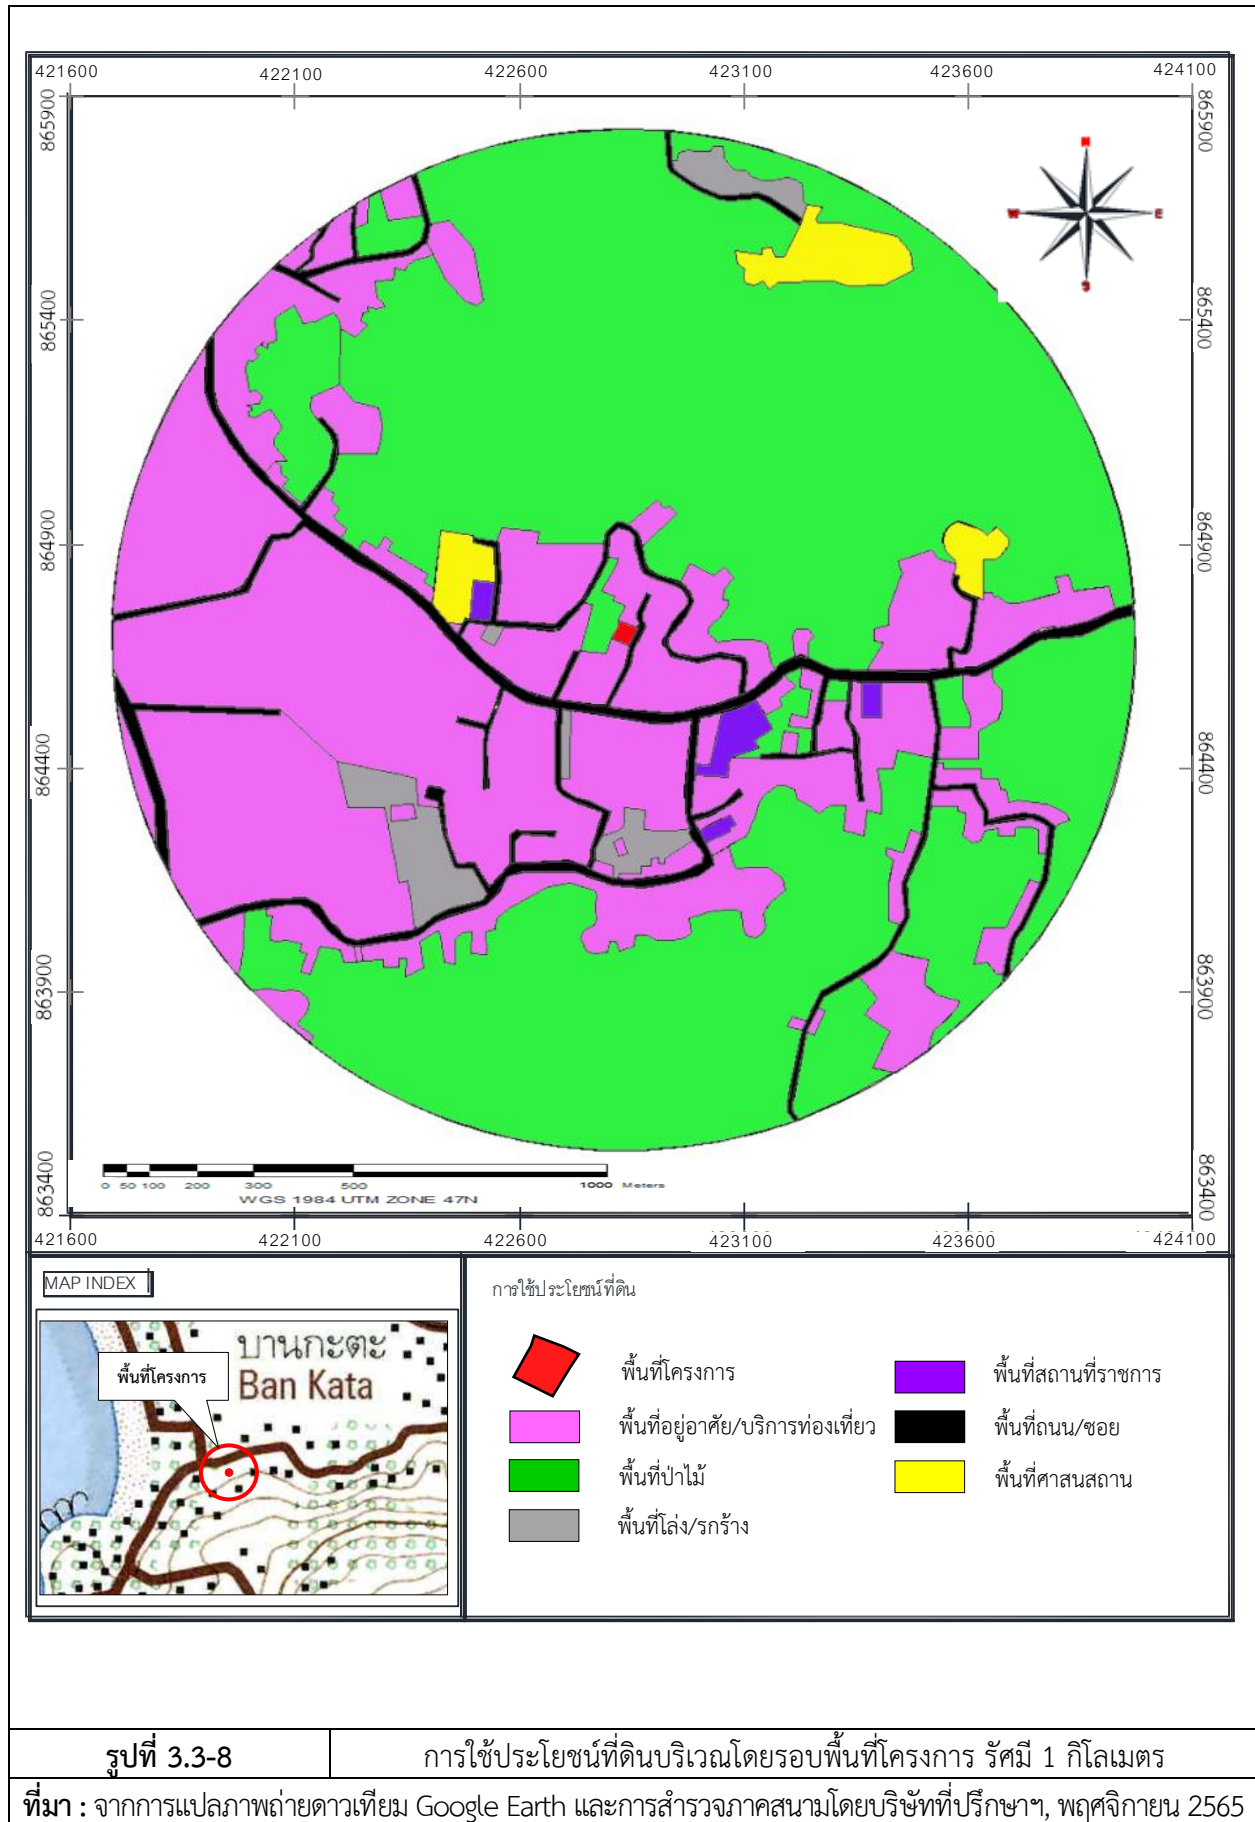 421600 422100 422600 423100 423600 424100
865900 865900
N
W E
S
865400 865400
864900 864900
864400 864400
863900 863900
863400 863400
0 50 100 200 300 500 1000 Meters
WGS 1984 UTM ZONE 47N
421600 422100 422600 423100 423600 424100
MAP INDEX
บานกะตะ
Ban Kata
พื้นที่โครงการ
การใช้ประโยชน์ที่ดิน
พื้นที่โครงการ
พื้นที่อยู่อาศัย/บริการท่องเที่ยว
พื้นที่ป่าไม้
พื้นที่โล่ง/รกร้าง
พื้นที่สถานที่ราชการ
พื้นที่ถนน/ซอย
พื้นที่ศาสนสถาน
รูปที่ 3.3-8 การใช้ประโยชน์ที่ดินบริเวณโดยรอบพื้นที่โครงการ รัศมี 1 กิโลเมตร
ที่มา : จากการแปลภาพถ่ายดาวเทียม Google Earth และการสำรวจภาคสนามโดยบริษัทที่ปรึกษาฯ, พฤศจิกายน 2565